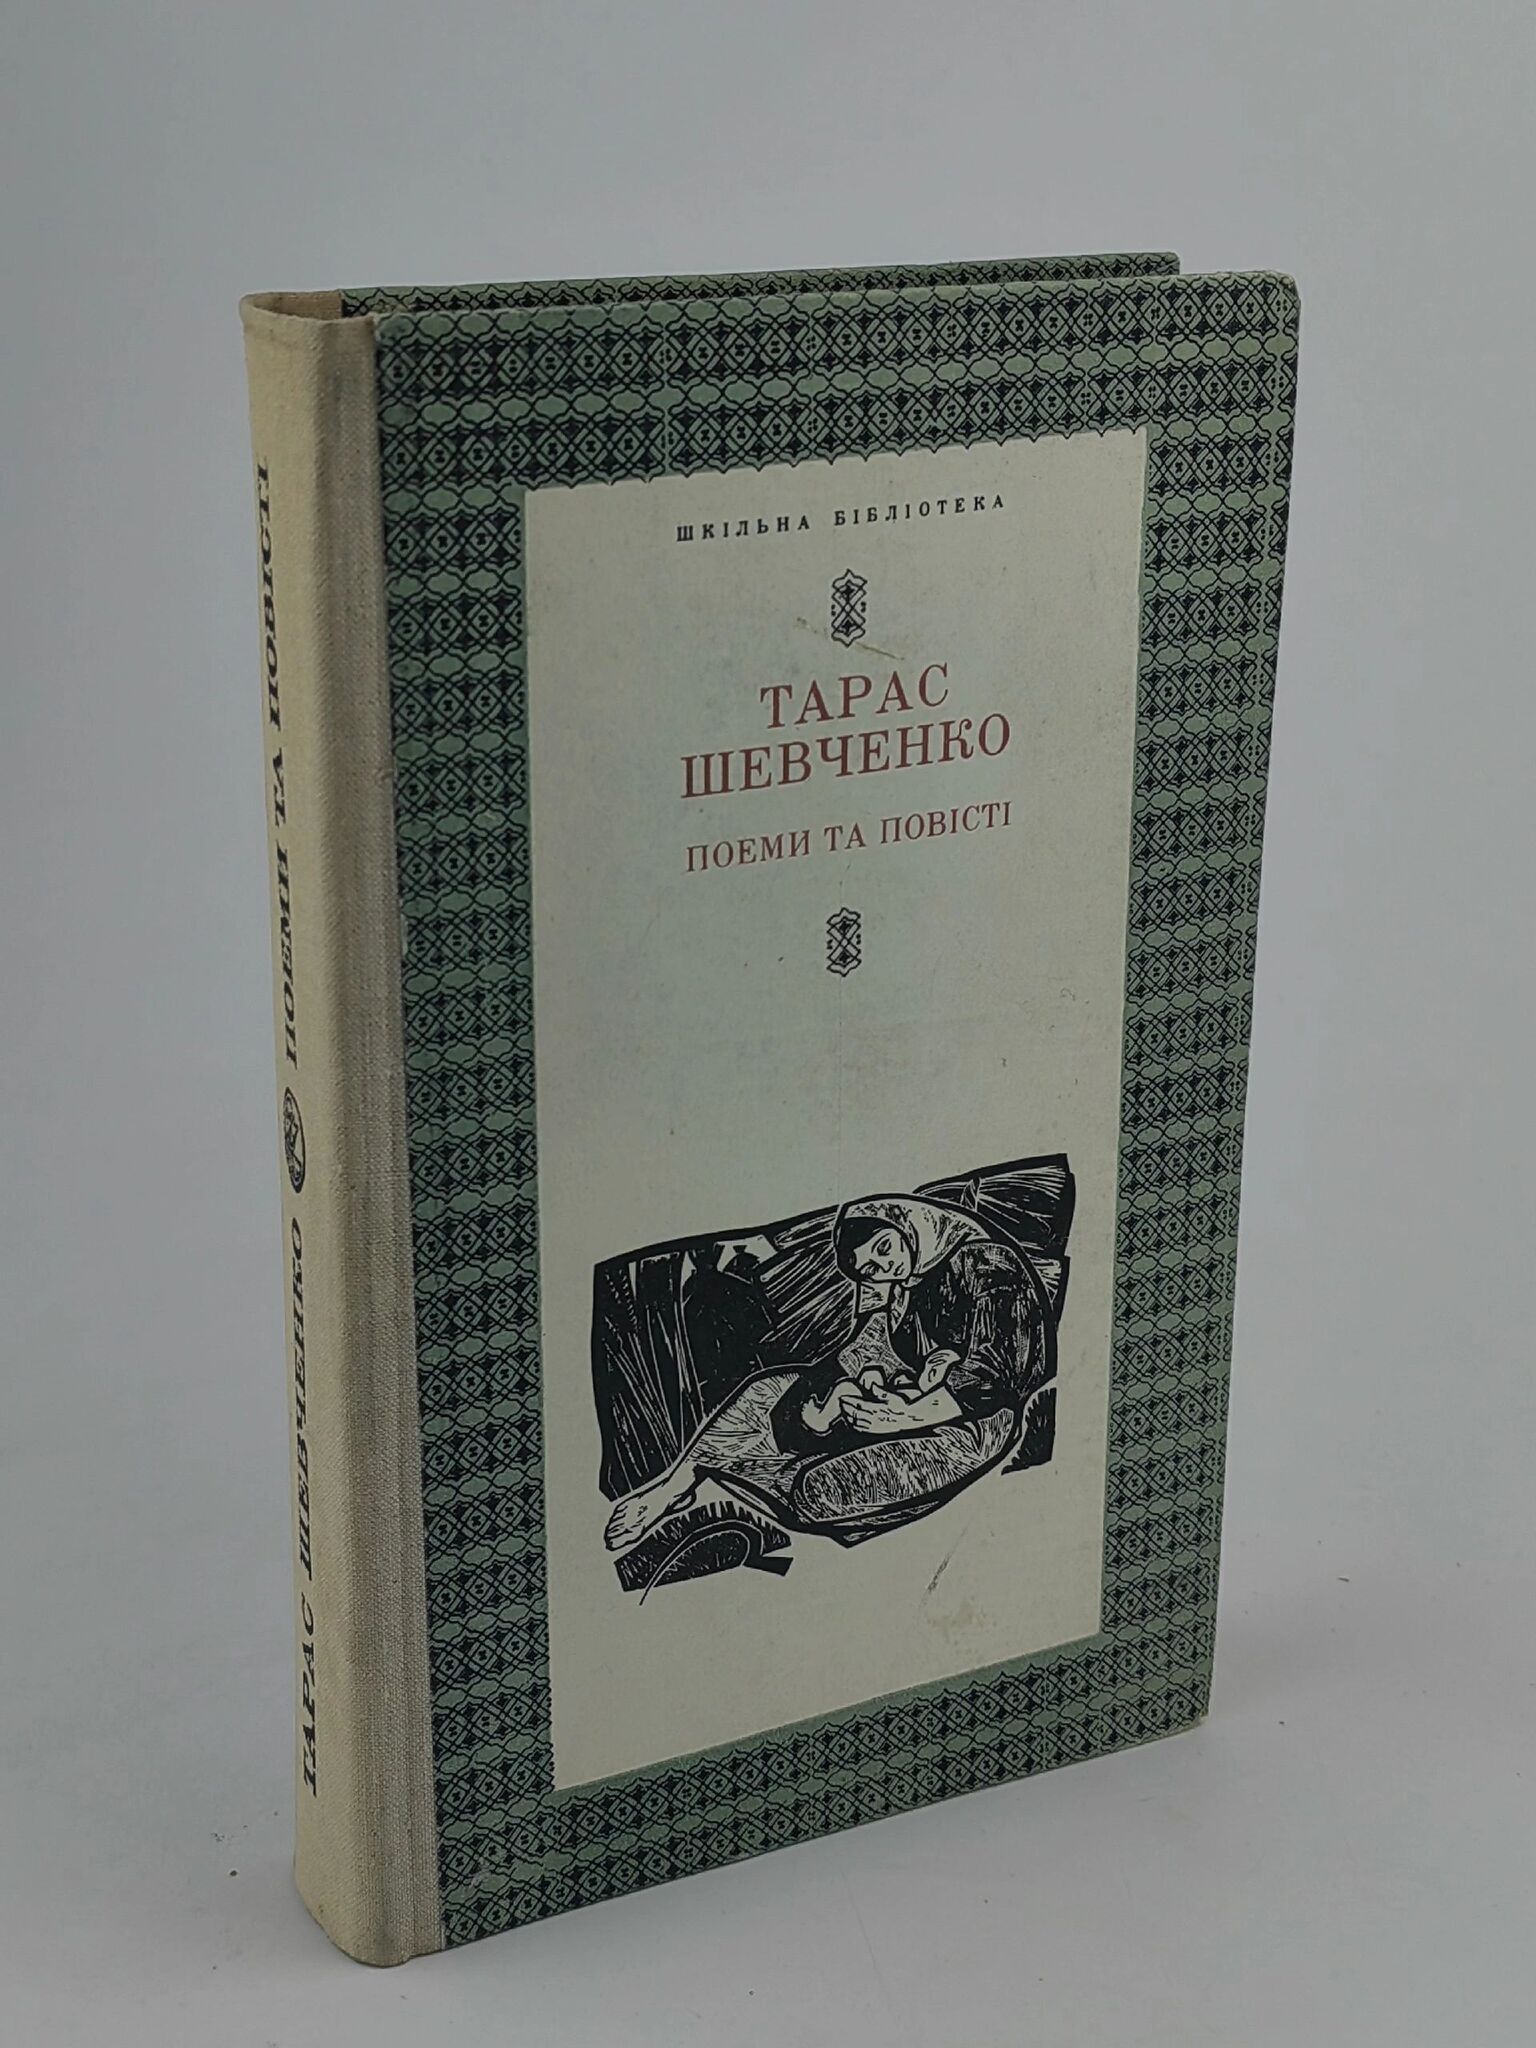 ШКІЛЬНА БІБЛІОТЕКА
ТАРАС
ШЕВЧЕНКО
ПОЕМИ ТА ПОВІСТІ
ТАРАС ШЕВЧЕНКО ПОЕМИ ТА ПОВІСТІ